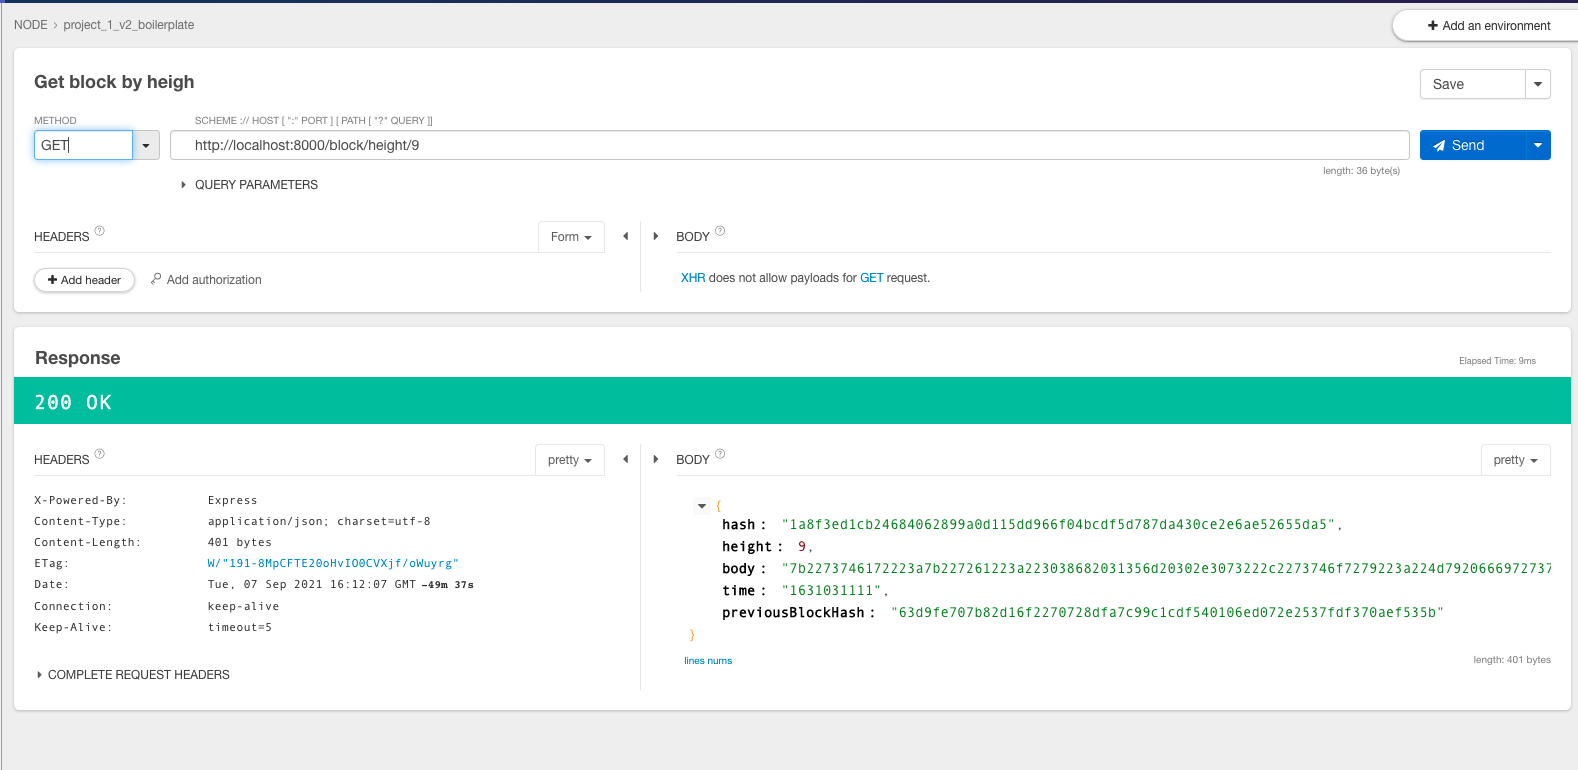 NODE › project_1_v2_boilerplate
+ Add an environment
Get block by heigh
Save
METHOD
SCHEME :// HOST [ ":" PORT ] [ PATH [ "?" QUERY ]]
GET
http://localhost:8000/block/height/9
Send
length: 36 byte(s)
QUERY PARAMETERS
HEADERS ?
Form
BODY ?
+ Add header
Add authorization
XHR does not allow payloads for GET request.
Response
Elapsed Time: 9ms
200 OK
HEADERS ?
pretty
BODY ?
pretty
X-Powered-By: Express
Content-Type: application/json; charset=utf-8
Content-Length: 401 bytes
ETag: W/"191-8MpCFTE20oHvIO0CVXjf/oWuyrg"
Date: Tue, 07 Sep 2021 16:12:07 GMT -49m 37s
Connection: keep-alive
Keep-Alive: timeout=5
COMPLETE REQUEST HEADERS
{
hash : "1a8f3ed1cb24684062899a0d115dd966f04bcdf5d787da430ce2e6ae52655da5",
height : 9,
body : "7b2273746172223a7b227261223a223038682031356d20302e3073222c2273746f7279223a224d7920666972737
time : "1631031111",
previousBlockHash : "63d9fe707b82d16f2270728dfa7c99c1cdf540106ed072e2537fdf370aef535b"
}
lines nums
length: 401 bytes